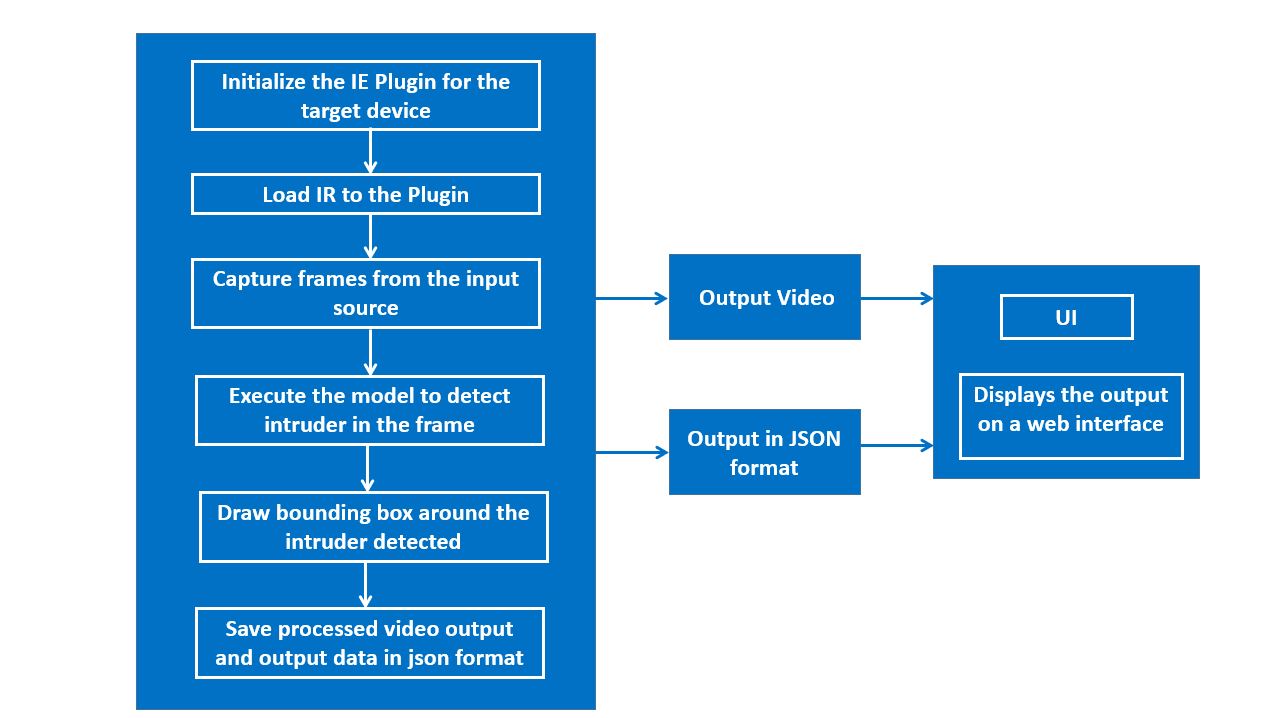 Initialize the IE Plugin for the
target device
Load IR to the Plugin
Capture frames from the input
source
Execute the model to detect
intruder in the frame
Draw bounding box around the
intruder detected
Save processed video output
and output data in json format
Output Video
Output in JSON
format
UI
Displays the output
on a web interface